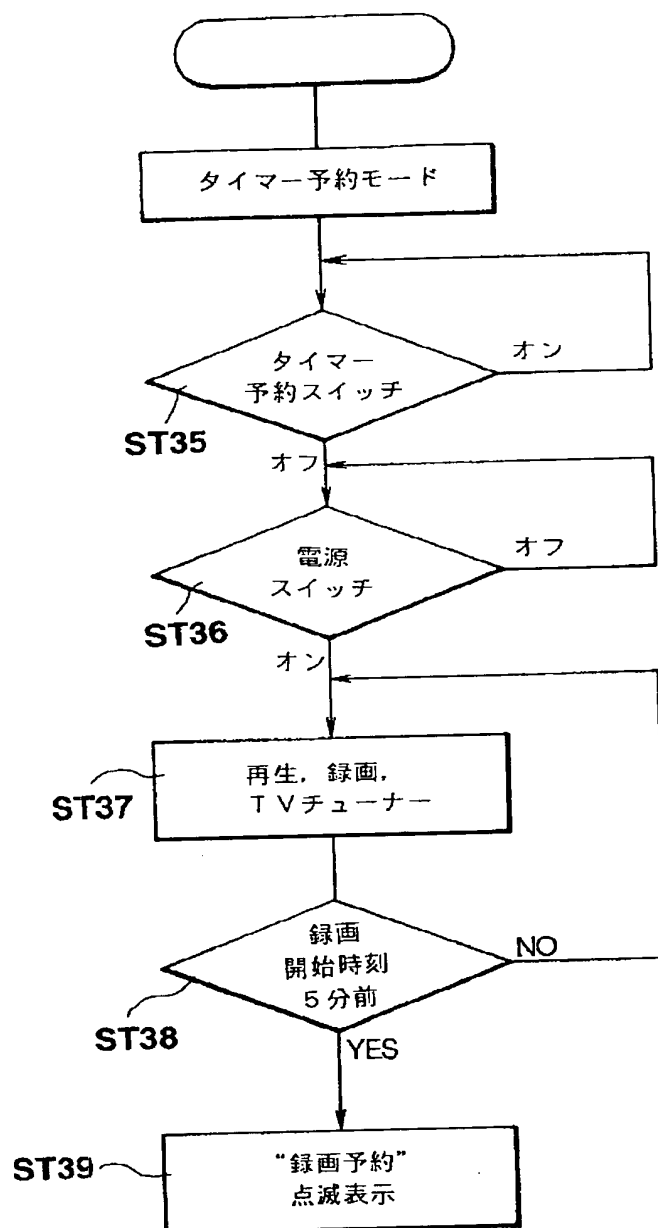 タイマー予約モード
タイマー
予約スイッチ
オン
ST35
オフ
電源
スイッチ
オフ
ST36
オン
再生，録画，
TVチューナー
ST37
録画
開始時刻
5分前
NO
ST38
YES
ST39
“録画予約”
点滅表示